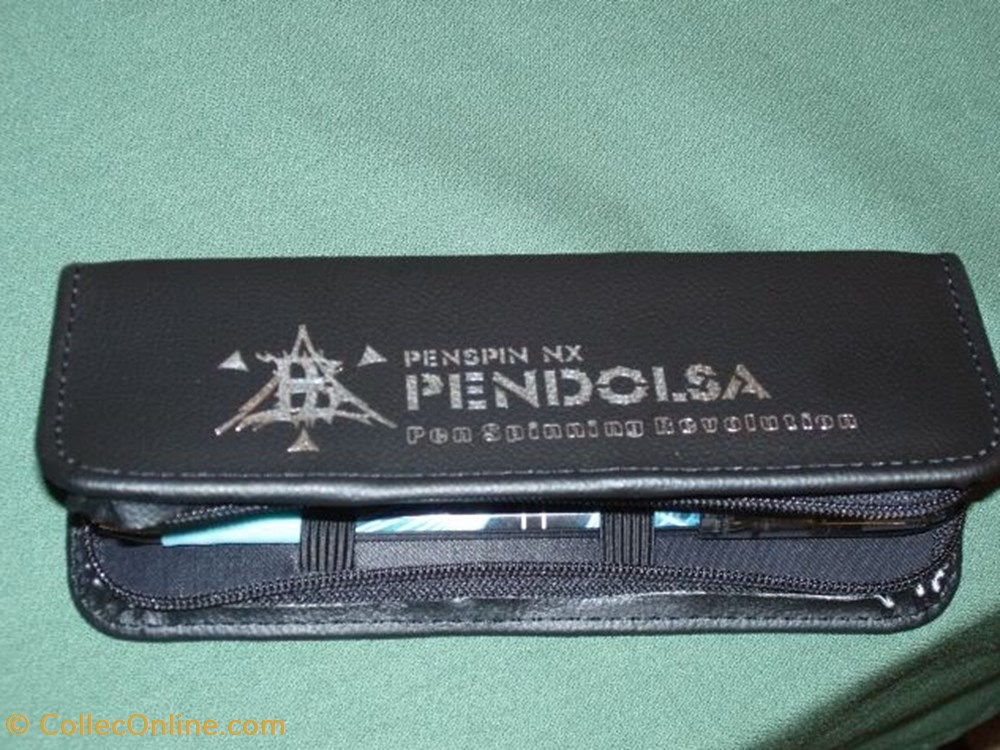 PENSPIN NX
PENDOLSA
Pen Spinning Revolution
© CollecOnline.com